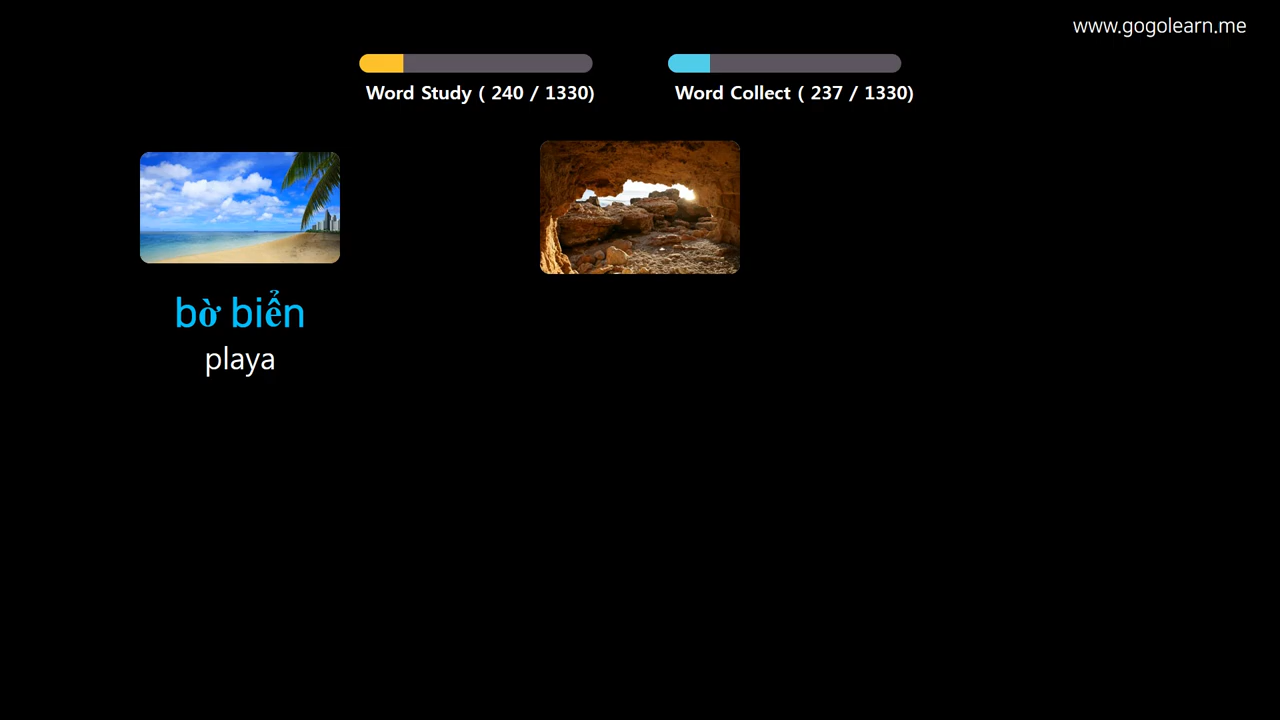 www.gogolearn.me
Word Study ( 240 / 1330)
Word Collect ( 237 / 1330)
bờ biển
playa